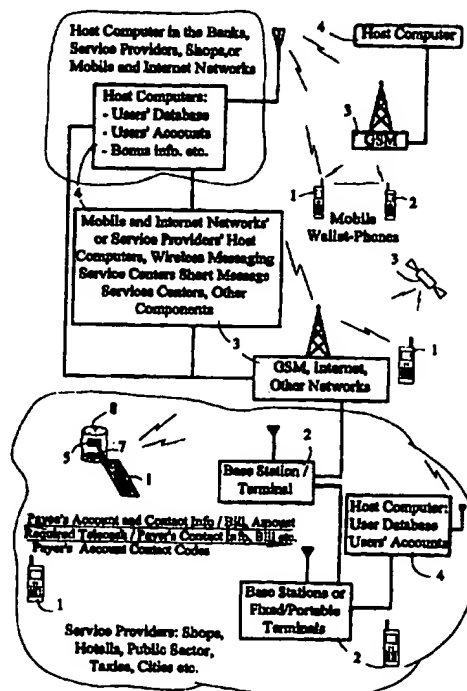 Host Computer in the Banks,
Service Providers, Shops,or
Mobile and Internet Networks
4
Host Computer
Host Computers:
- Users' Database
- Users' Accounts
- Bonus info. etc.
3
GSM
4
1
2
Mobile
Wallet-Phones
Mobile and Internet Networks'
or Service Providers' Host
Computers, Wireless Messaging
Service Centers Short Message
Services Centers, Other
Components
3
3
1
GSM, Internet,
Other Networks
8
5
7
1
2
Base Station /
Terminal
Host Computer:
User Database
Users' Accounts
4
Payee's Account and Contact Info / Bill, Amount
Required Telecash / Payer's Contact Info, Bill etc.
Payer's Account Contact Codes
1
Base Stations or
Fixed/Portable
Terminals
2
Service Providers: Shops,
Hotells, Public Sector,
Taxies, Cities etc.